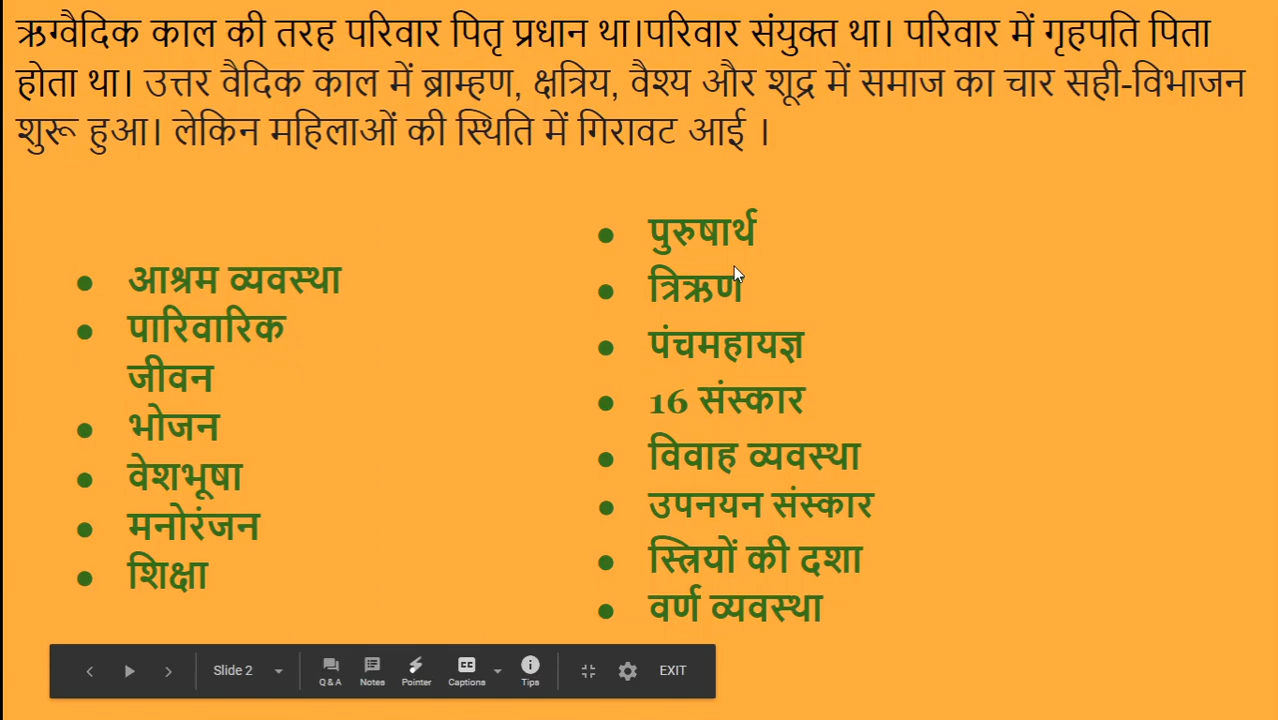 ऋग्वैदिक काल की तरह परिवार पितृ प्रधान था।परिवार संयुक्त था। परिवार में गृहपति पिता
होता था। उत्तर वैदिक काल में ब्राम्हण, क्षत्रिय, वैश्य और शूद्र में समाज का चार सही-विभाजन
शुरू हुआ। लेकिन महिलाओं की स्थिति में गिरावट आई ।
● आश्रम व्यवस्था
● पारिवारिक
जीवन
● भोजन
● वेशभूषा
● मनोरंजन
● शिक्षा
● पुरुषार्थ
● त्रिऋण
● पंचमहायज्ञ
● 16 संस्कार
● विवाह व्यवस्था
● उपनयन संस्कार
● स्त्रियों की दशा
● वर्ण व्यवस्था
Slide 2
Q & A
Notes
Pointer
CC
Captions
Tips
EXIT